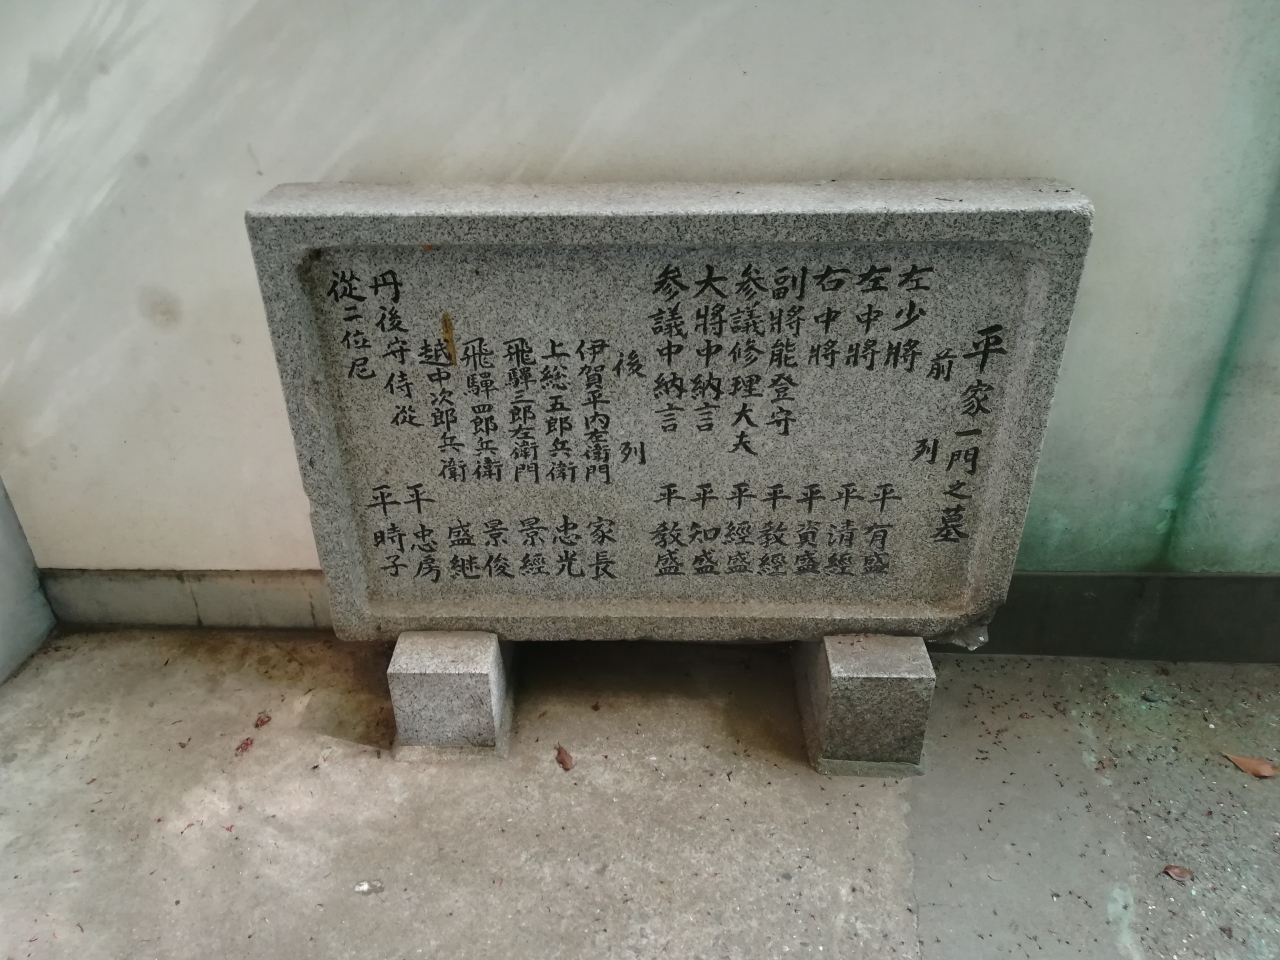 平家一門之墓
前列
左少將 平有盛
左中將 平清經
右中將 平資盛
副將能登守 平教經
参議修理大夫 平經盛
大將中納言 平知盛
参議中納言 平敎盛
後列
伊賀平内左衛門 家長
上総五郎兵衛 忠光
飛騨三郎左衛門 景經
飛騨四郎兵衛 景俊
越中次郎兵衛 盛継
丹後守侍從 平忠房
從二位尼 平時子